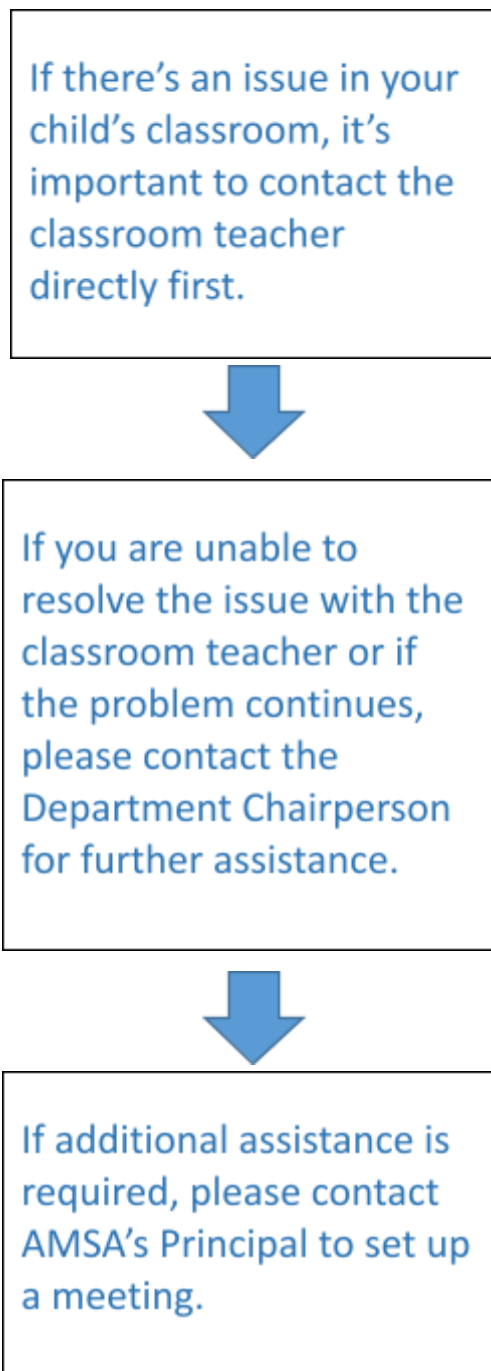 If there’s an issue in your
child’s classroom, it’s
important to contact the
classroom teacher
directly first.
If you are unable to
resolve the issue with the
classroom teacher or if
the problem continues,
please contact the
Department Chairperson
for further assistance.
If additional assistance is
required, please contact
AMSA’s Principal to set up
a meeting.